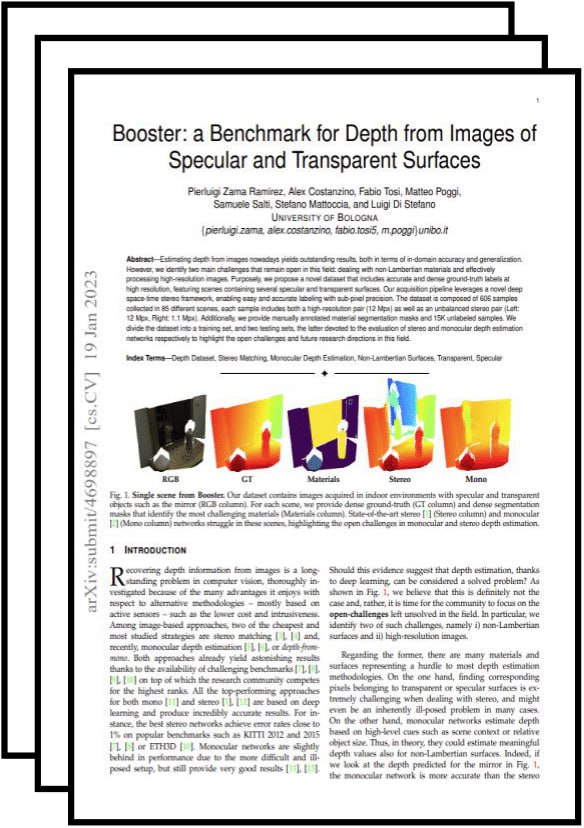 1
Booster: a Benchmark for Depth from Images of
Specular and Transparent Surfaces
Pierluigi Zama Ramirez, Alex Costanzino, Fabio Tosi, Matteo Poggi,
Samuele Salti, Stefano Mattoccia, and Luigi Di Stefano
UNIVERSITY OF BOLOGNA
{pierluigi.zama, alex.costanzino, fabio.tosi5, m.poggi}unibo.it
Abstract—Estimating depth from images nowadays yields outstanding results, both in terms of in-domain accuracy and generalization.
However, we identify two main challenges that remain open in this field: dealing with non-Lambertian materials and effectively
processing high-resolution images. Purposely, we propose a novel dataset that includes accurate and dense ground-truth labels at
high resolution, featuring scenes containing several specular and transparent surfaces. Our acquisition pipeline leverages a novel deep
space-time stereo framework, enabling easy and accurate labeling with sub-pixel precision. The dataset is composed of 606 samples
collected in 85 different scenes, each sample includes both a high-resolution pair (12 Mpx) as well as an unbalanced stereo pair (Left:
12 Mpx, Right: 1.1 Mpx). Additionally, we provide manually annotated material segmentation masks and 15K unlabeled samples. We
divide the dataset into a training set, and two testing sets, the latter devoted to the evaluation of stereo and monocular depth estimation
networks respectively to highlight the open challenges and future research directions in this field.
Index Terms—Depth Dataset, Stereo Matching, Monocular Depth Estimation, Non-Lambertian Surfaces, Transparent, Specular
arXiv:submit/4698897 [cs.CV] 19 Jan 2023
RGB GT Materials Stereo Mono
Fig. 1. Single scene from Booster. Our dataset contains images acquired in indoor environments with specular and transparent
objects such as the mirror (RGB column). For each scene, we provide dense ground-truth (GT column) and dense segmentation
masks that identify the most challenging materials (Materials column). State-of-the-art stereo [1] (Stereo column) and monocular
[2] (Mono column) networks struggle in these scenes, highlighting the open challenges in monocular and stereo depth estimation.
1 INTRODUCTION
Recovering depth information from images is a long-
standing problem in computer vision, thoroughly in-
vestigated because of the many advantages it enjoys with
respect to alternative methodologies – mostly based on
active sensors – such as the lower cost and intrusiveness.
Among image-based approaches, two of the cheapest and
most studied strategies are stereo matching [3], [4] and,
recently, monocular depth estimation [5], [6], or depth-from-
mono. Both approaches already yield astonishing results
thanks to the availability of challenging benchmarks [7], [8],
[9], [10] on top of which the research community competes
for the highest ranks. All the top-performing approaches
for both mono [11] and stereo [1], [12] are based on deep
learning and produce incredibly accurate results. For in-
stance, the best stereo networks achieve error rates close to
1% on popular benchmarks such as KITTI 2012 and 2015
[7], [8] or ETH3D [10]. Monocular networks are slightly
behind in performance due to the more difficult and ill-
posed setup, but still provide very good results [11], [13].
Should this evidence suggest that depth estimation, thanks
to deep learning, can be considered a solved problem? As
shown in Fig. 1, we believe that this is definitely not the
case and, rather, it is time for the community to focus on the
open-challenges left unsolved in the field. In particular, we
identify two of such challenges, namely i) non-Lambertian
surfaces and ii) high-resolution images.
Regarding the former, there are many materials and
surfaces representing a hurdle to most depth estimation
methodologies. On the one hand, finding corresponding
pixels belonging to transparent or specular surfaces is ex-
tremely challenging when dealing with stereo, and might
even be an inherently ill-posed problem in many cases.
On the other hand, monocular networks estimate depth
based on high-level cues such as scene context or relative
object size. Thus, in theory, they could estimate meaningful
depth values also for non-Lambertian surfaces. Indeed, if
we look at the depth predicted for the mirror in Fig. 1,
the monocular network is more accurate than the stereo